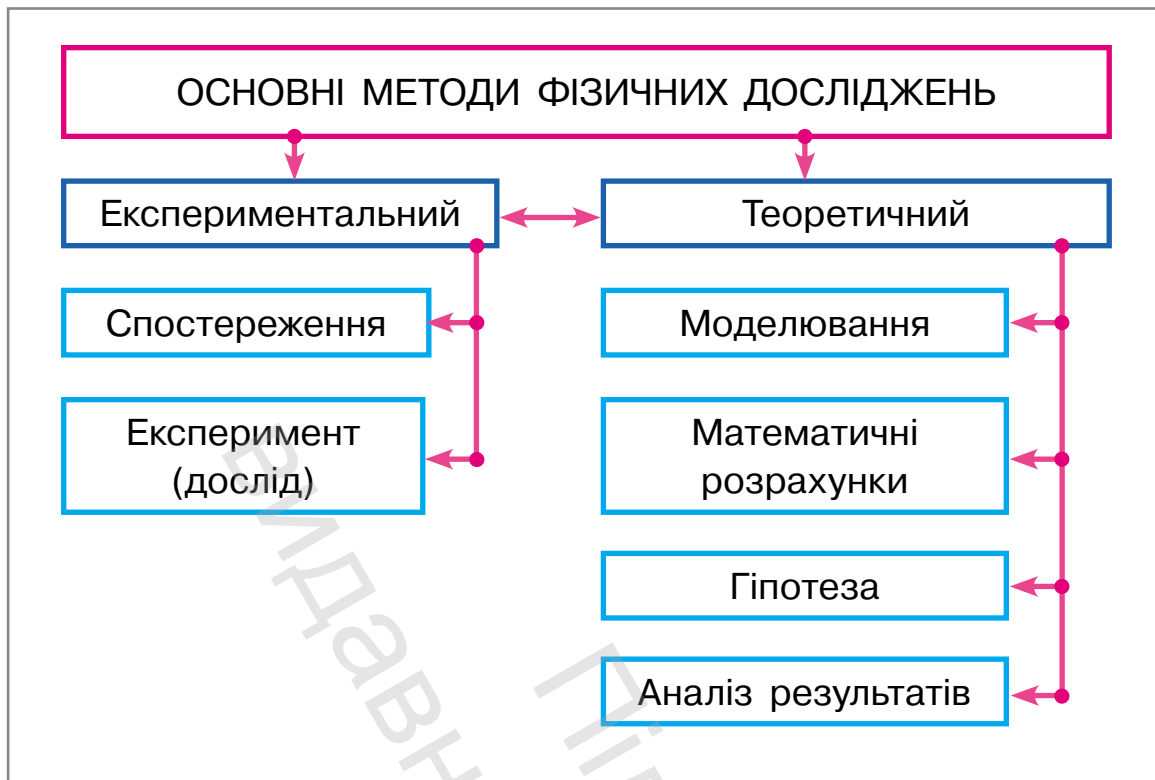 ОСНОВНІ МЕТОДИ ФІЗИЧНИХ ДОСЛІДЖЕНЬ
Експериментальний
Теоретичний
Спостереження
Моделювання
Експеримент
(дослід)
Математичні
розрахунки
Гіпотеза
Аналіз результатів